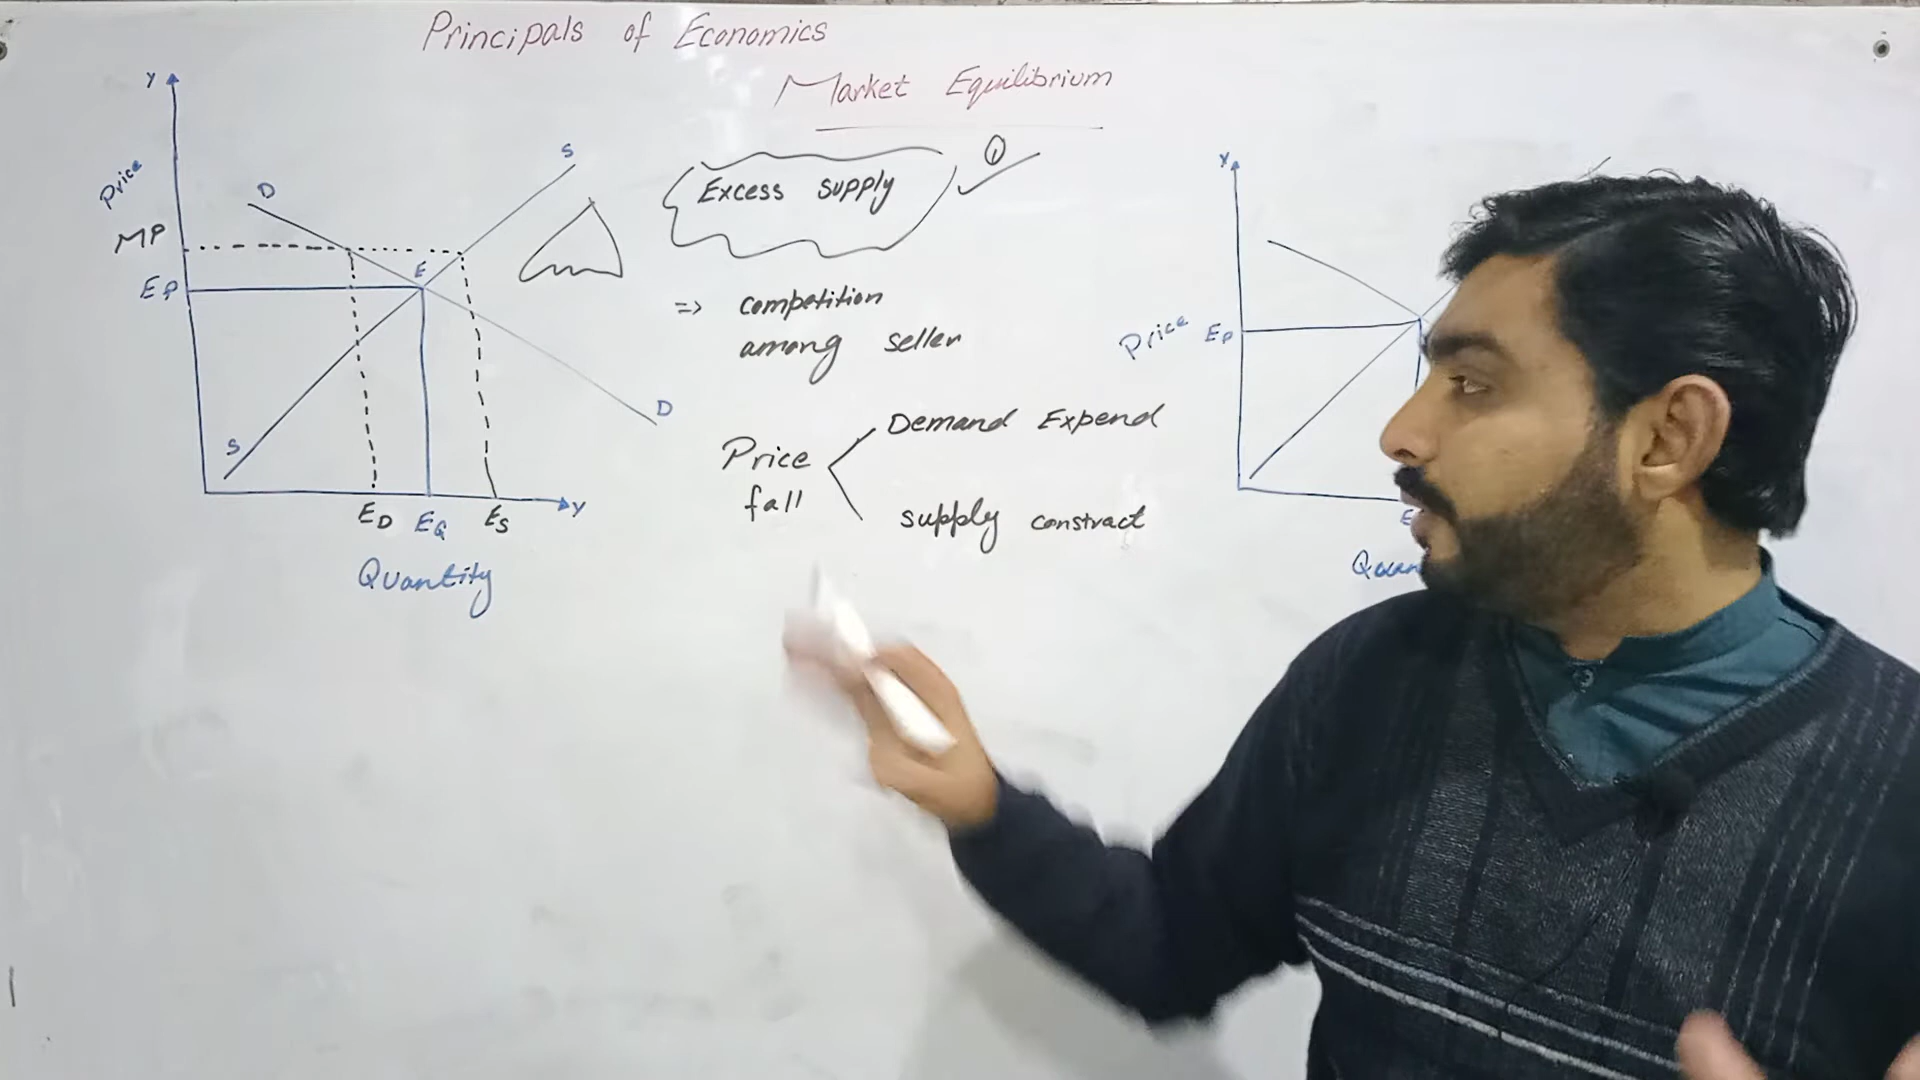 Principals of Economics
Market Equilibrium
Y
Price
D
S
MP
EP
E
S
D
ED
EQ
ES
Y
Quantity
Excess supply
1
=> competition
among seller
Price
fall
Demand Expend
supply constract
Y
Price
EP